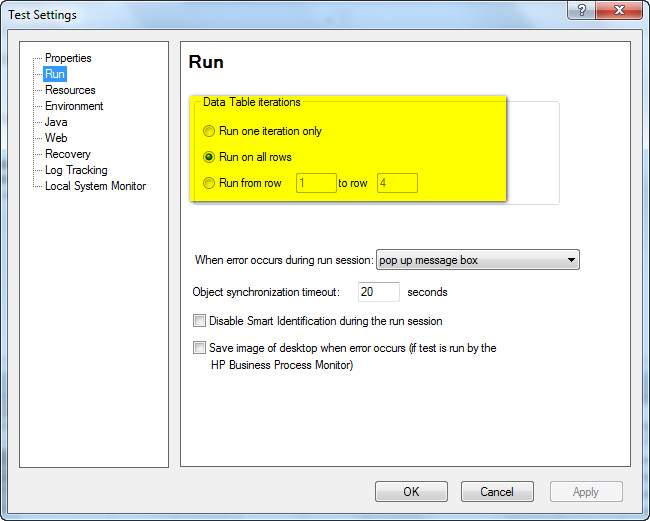 Test Settings
Properties
Run
Resources
Environment
Java
Web
Recovery
Log Tracking
Local System Monitor
Run
Data Table iterations
Run one iteration only
Run on all rows
Run from row 1 to row 4
When error occurs during run session: pop up message box
Object synchronization timeout: 20 seconds
Disable Smart Identification during the run session
Save image of desktop when error occurs (if test is run by the
HP Business Process Monitor)
OK Cancel Apply